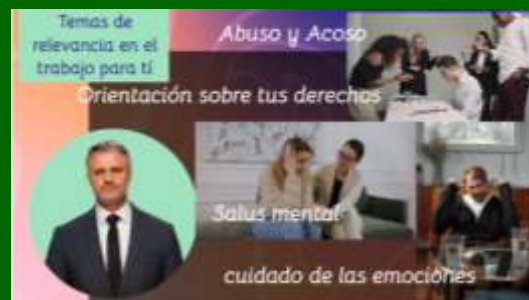 Temas de
relevancia en el
trabajo para tí
Abuso y Acoso
Orientación sobre tus derechos
Salus mental
cuidado de las emociones